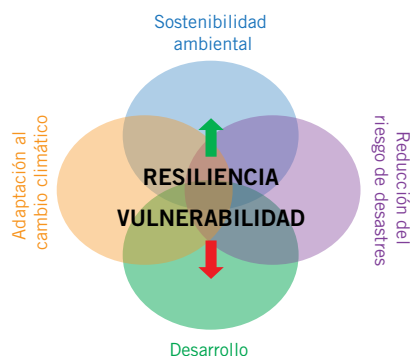 Sostenibilidad
ambiental
Adaptación al
cambio climático
RESILIENCIA
VULNERABILIDAD
Reducción del
riesgo de desastres
Desarrollo